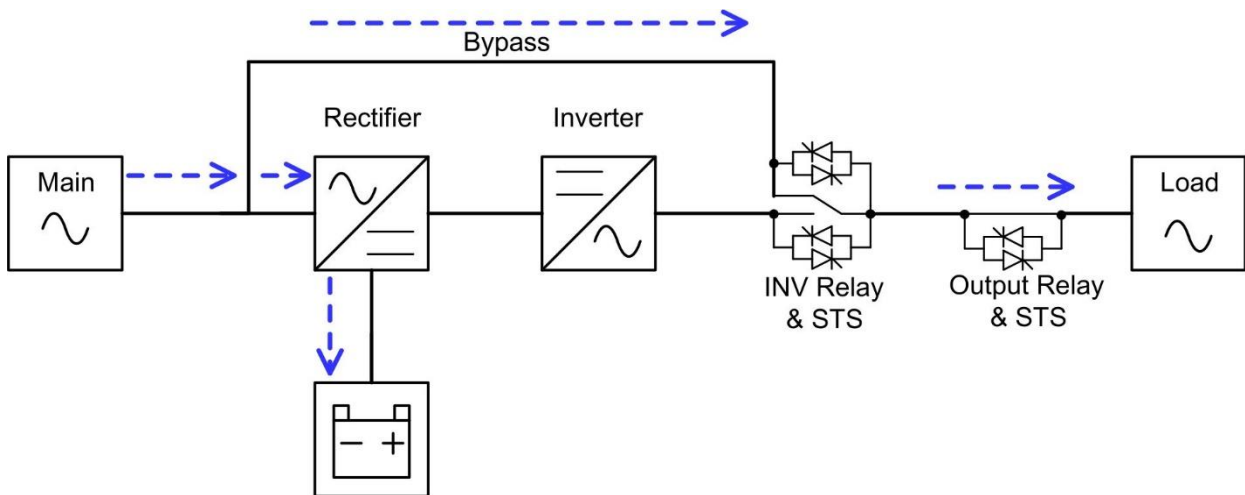 Bypass
Rectifier
Inverter
Main
Load
INV Relay
& STS
Output Relay
& STS